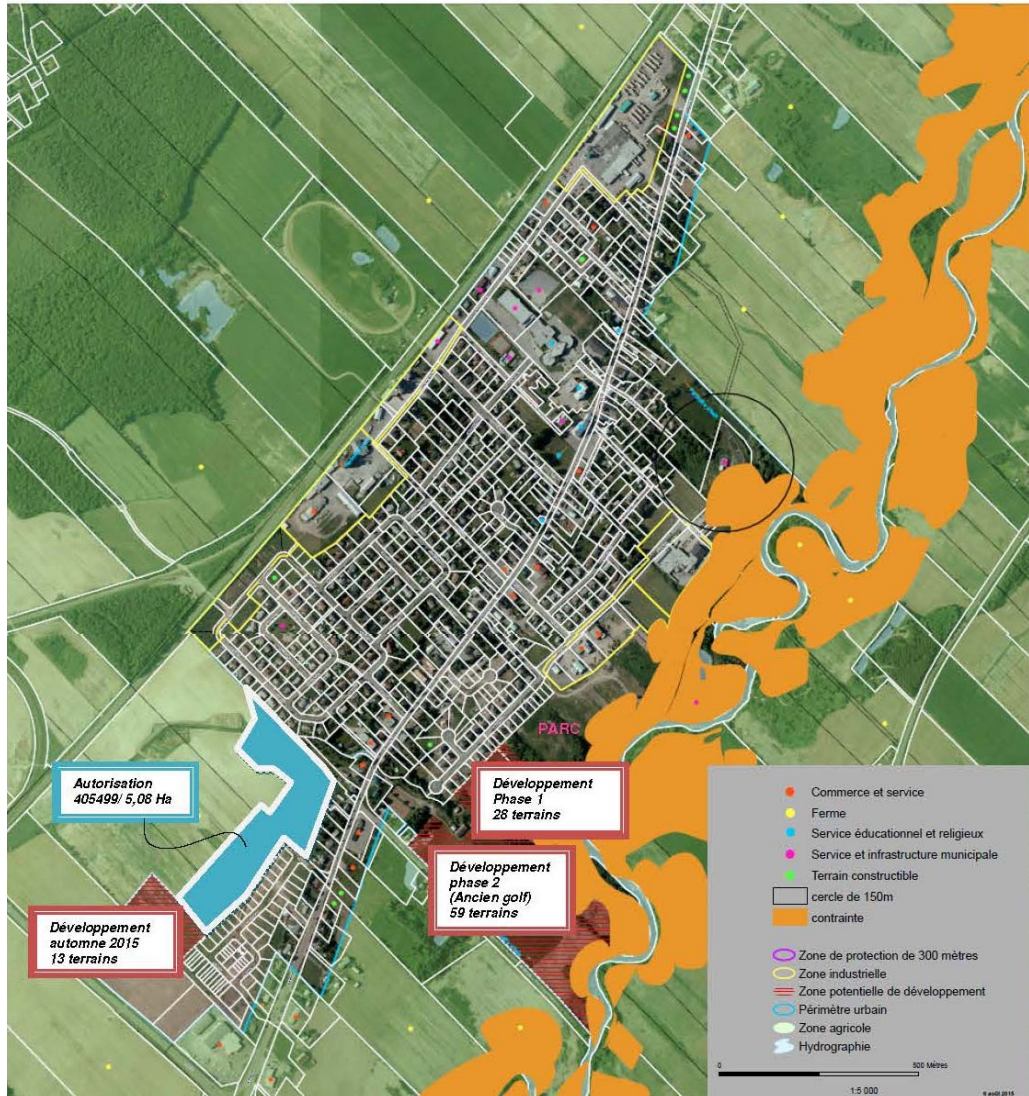 PARC
Autorisation
405499/ 5,08 Ha
Développement
Phase 1
28 terrains
Développement
phase 2
(Ancien golf)
59 terrains
Développement
automne 2015
13 terrains
Commerce et service
Ferme
Service éducationnel et religieux
Service et infrastructure municipale
Terrain constructible
cercle de 150m
contrainte
Zone de protection de 300 mètres
Zone industrielle
Zone potentielle de développement
Périmètre urbain
Zone agricole
Hydrographie
0 500 Mètres
1:5 000